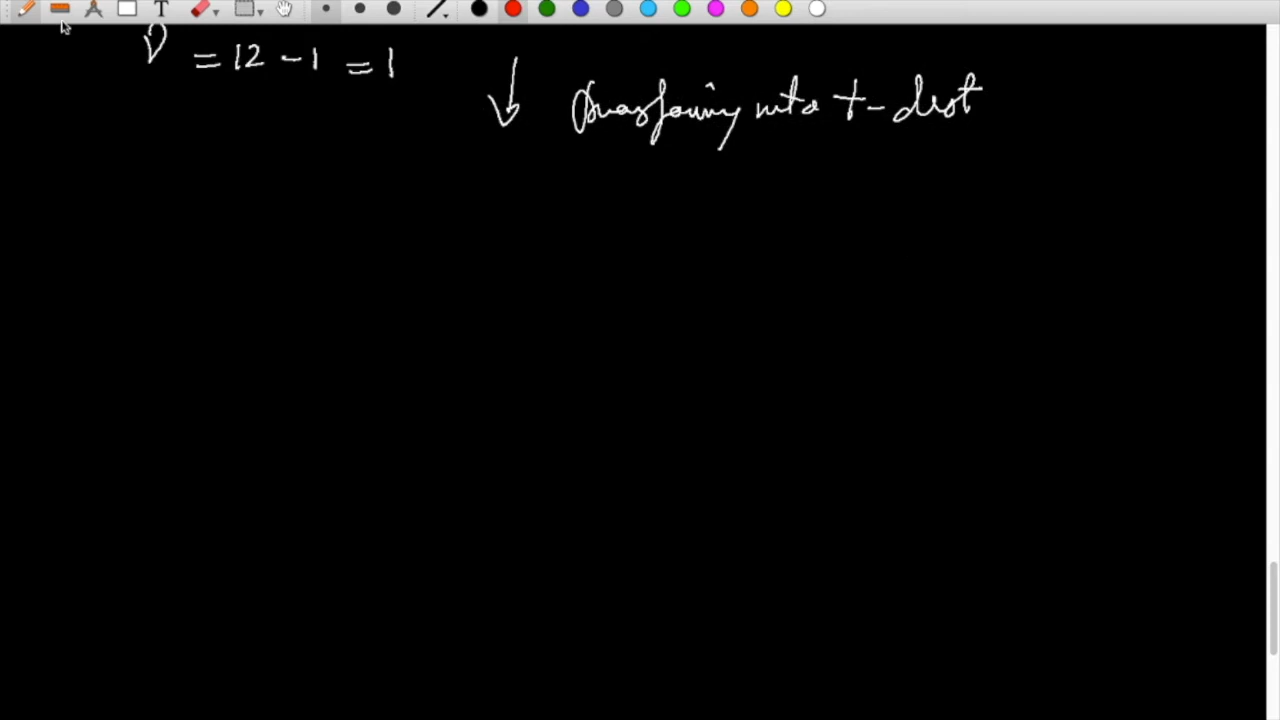 ν = 12 - 1 = 1
↓ Transforming into t-dist